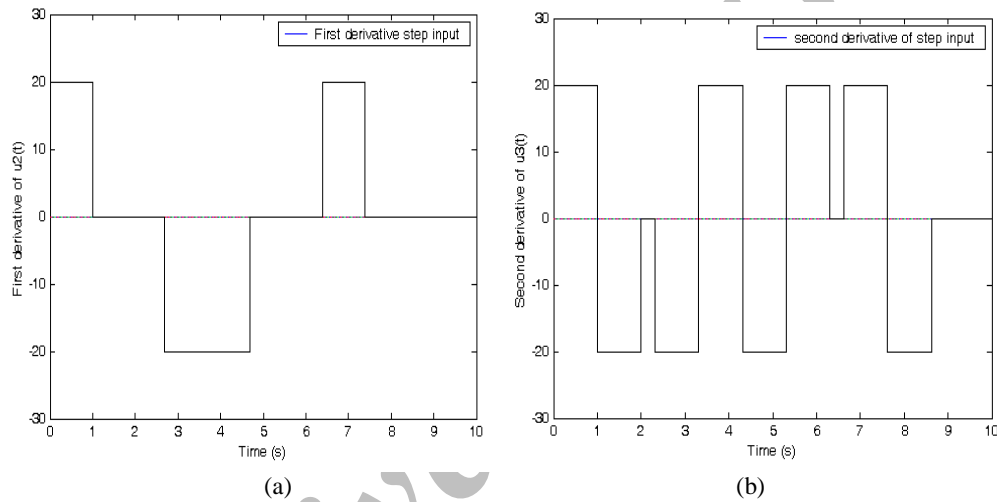 First derivative step input
30
20
10
0
-10
-20
-30
First derivative of u2(t)
0 1 2 3 4 5 6 7 8 9 10
Time (s)
(a)
second derivative of step input
30
20
10
0
-10
-20
-30
Second derivative of u3(t)
0 1 2 3 4 5 6 7 8 9 10
Time (s)
(b)